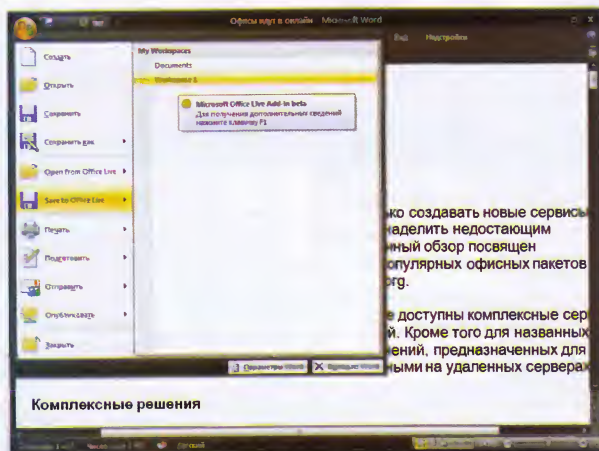 Офисы идут в онлайн - Microsoft Word
Вид Надстройки
Создать
Открыть
Сохранить
Сохранить как
Open from Office Live
Save to Office Live
Печать
Подготовить
Отправить
Опубликовать
Закрыть
My Workspaces
Documents
Workspace 1
Microsoft Office Live Add-in beta
Для получения дополнительных сведений
нажмите клавишу F1
ко создавать новые сервисы
наделить недостающим
нный обзор посвящен
опулярных офисных пакетов
org.
е доступны комплексные сер
й. Кроме того для названных
ений, предназначенных для
ными на удаленных серверах
Параметры Word Выход из Word
Комплексные решения